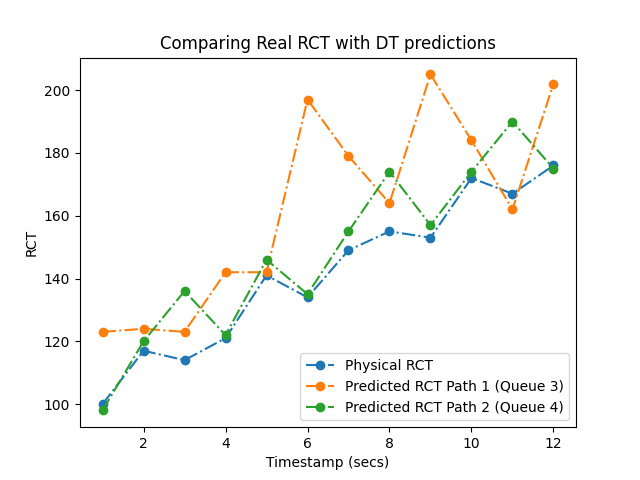 Comparing Real RCT with DT predictions
RCT
200
180
160
140
120
100
Physical RCT
Predicted RCT Path 1 (Queue 3)
Predicted RCT Path 2 (Queue 4)
2 4 6 8 10 12
Timestamp (secs)